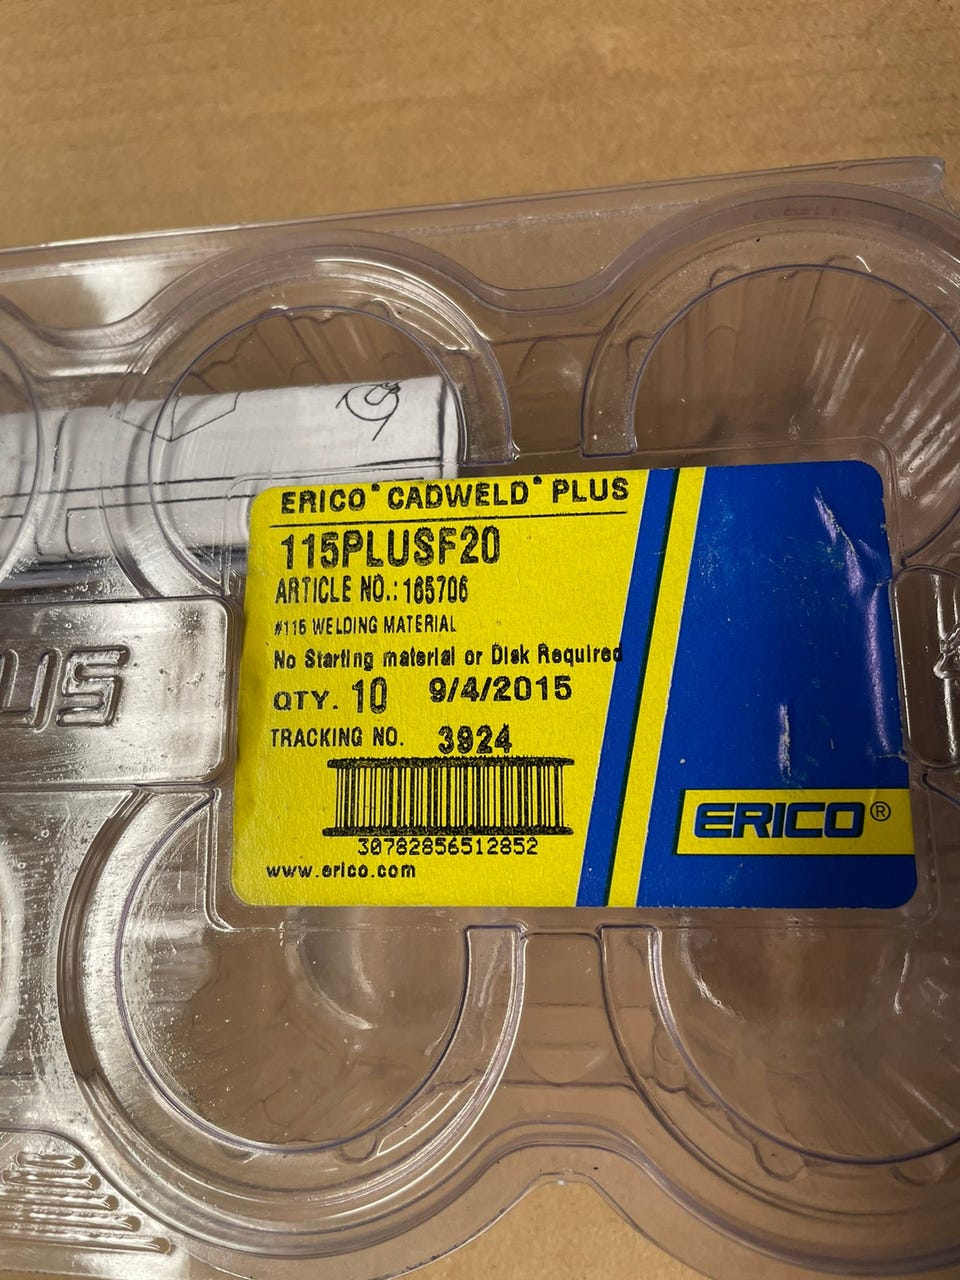 ERICO® CADWELD® PLUS
115PLUSF20
ARTICLE NO.: 165706
#115 WELDING MATERIAL
No Starting material or Disk Required
QTY. 10 9/4/2015
TRACKING NO. 3924
30782856512852
www.erico.com
ERICO®
US